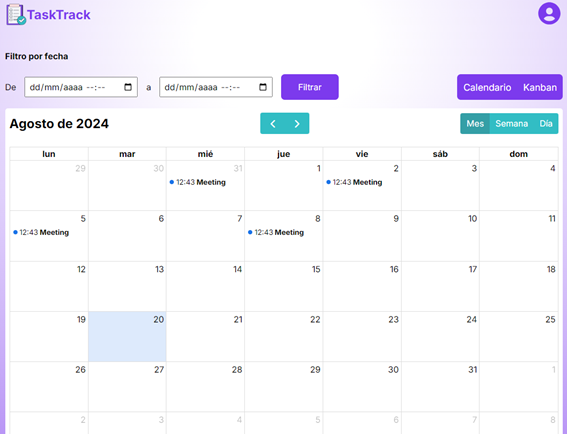 TaskTrack
Filtro por fecha
De dd/mm/aaaa --:-- a dd/mm/aaaa --:-- Filtrar Calendario Kanban
Agosto de 2024 Mes Semana Día
lun mar mié jue vie sáb dom
29 30 31 1 2 3 4
12:43 Meeting 12:43 Meeting
5 6 7 8 9 10 11
12:43 Meeting 12:43 Meeting
12 13 14 15 16 17 18
19 20 21 22 23 24 25
26 27 28 29 30 31 1
2 3 4 5 6 7 8